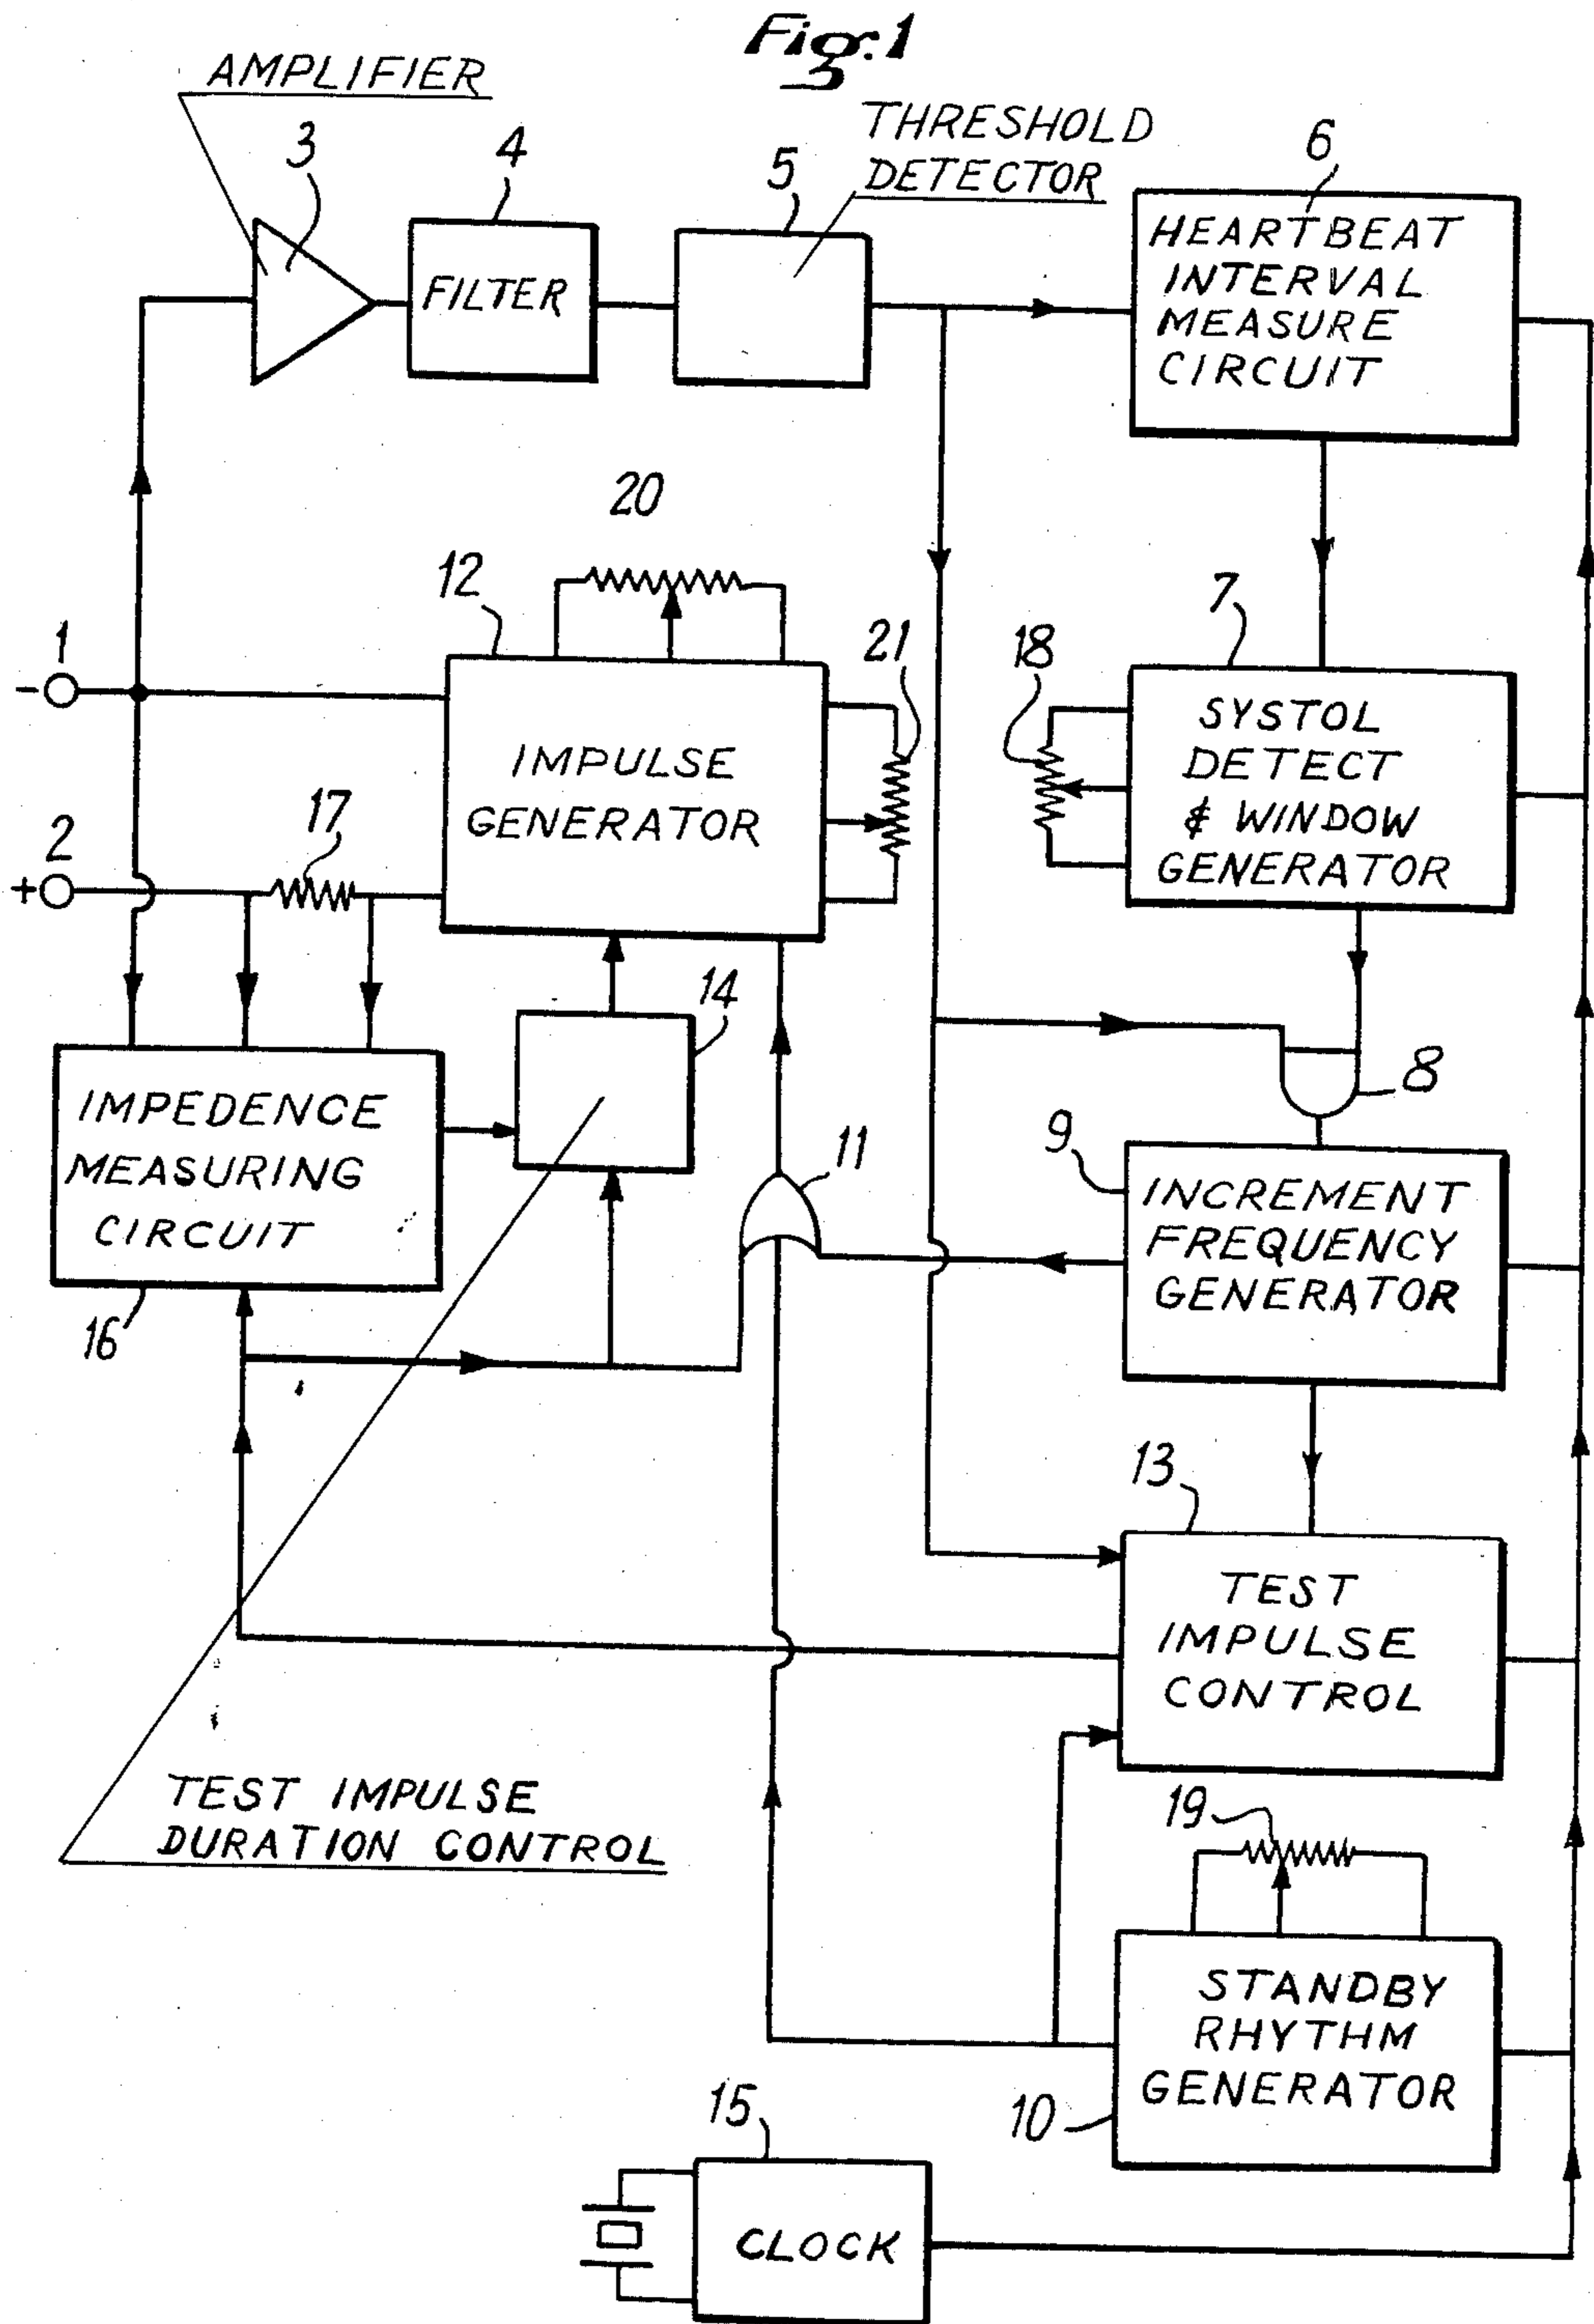 Fig.1
AMPLIFIER
THRESHOLD
DETECTOR
3
4
5
6
FILTER
HEARTBEAT
INTERVAL
MEASURE
CIRCUIT
20
12
7
1
21
18
-
SYSTOL
DETECT
& WINDOW
GENERATOR
IMPULSE
GENERATOR
17
2
+
14
8
IMPEDENCE
MEASURING
CIRCUIT
11
9
INCREMENT
FREQUENCY
GENERATOR
16
13
TEST
IMPULSE
CONTROL
TEST IMPULSE
DURATION CONTROL
19
STANDBY
RHYTHM
GENERATOR
10
15
CLOCK